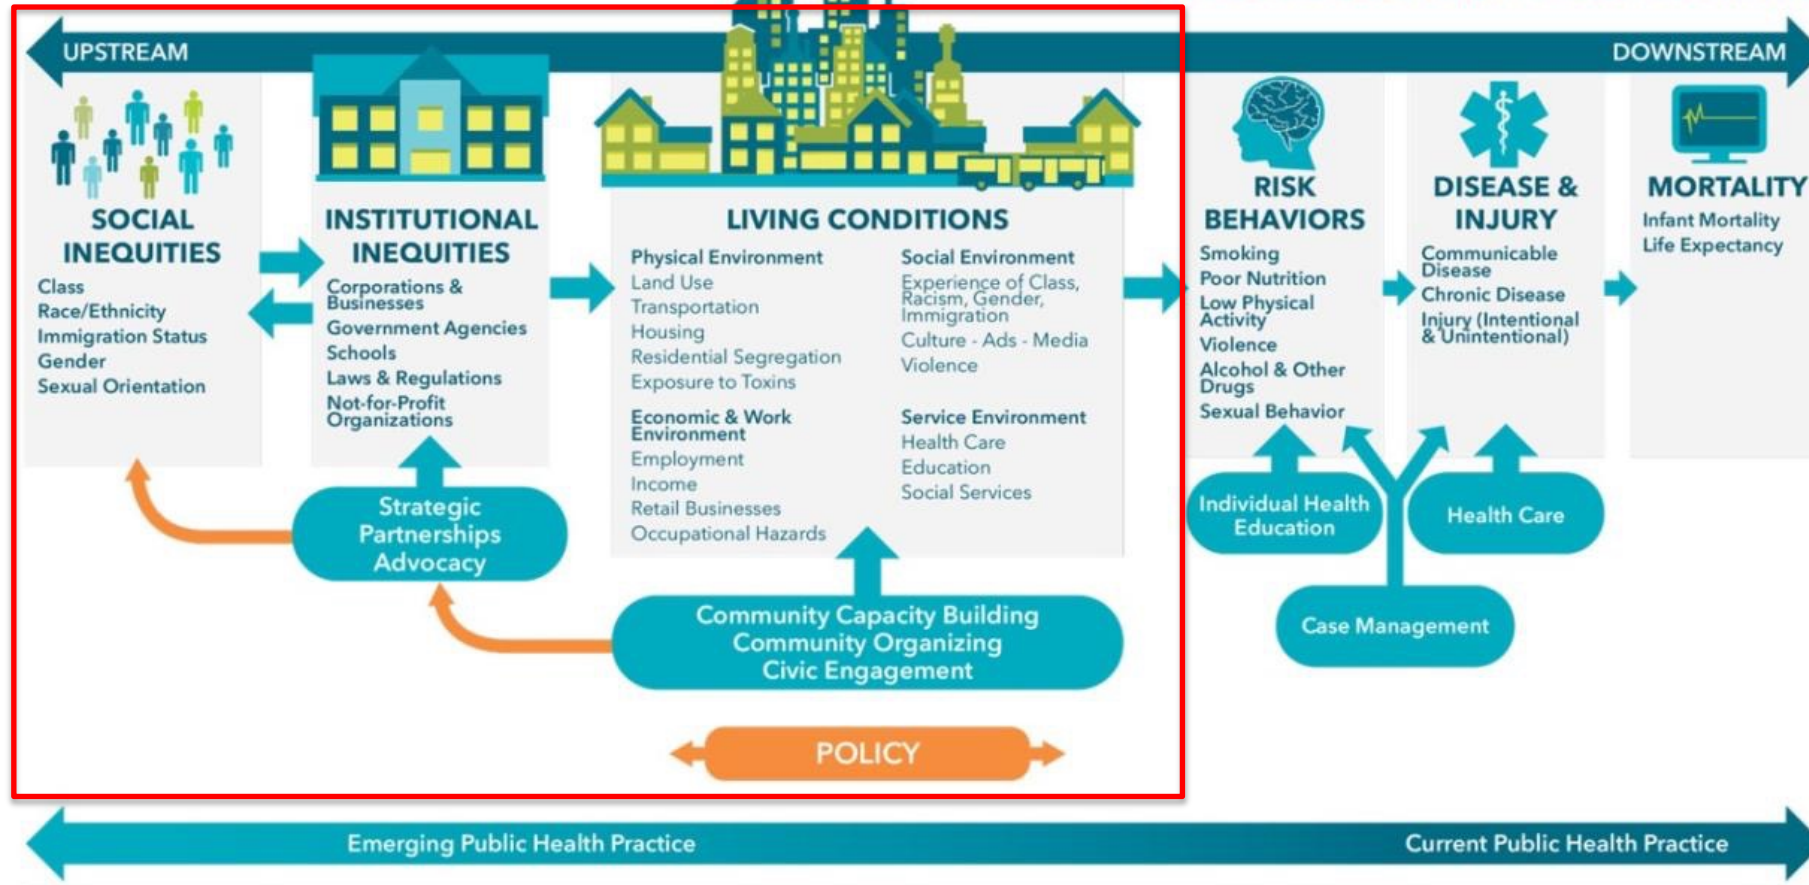 UPSTREAM
DOWNSTREAM
SOCIAL
INEQUITIES
Class
Race/Ethnicity
Immigration Status
Gender
Sexual Orientation
INSTITUTIONAL
INEQUITIES
Corporations &
Businesses
Government Agencies
Schools
Laws & Regulations
Not-for-Profit
Organizations
Strategic
Partnerships
Advocacy
LIVING CONDITIONS
Physical Environment
Land Use
Transportation
Housing
Residential Segregation
Exposure to Toxins
Economic & Work
Environment
Employment
Income
Retail Businesses
Occupational Hazards
Social Environment
Experience of Class,
Racism, Gender,
Immigration
Culture - Ads - Media
Violence
Service Environment
Health Care
Education
Social Services
Community Capacity Building
Community Organizing
Civic Engagement
POLICY
RISK
BEHAVIORS
Smoking
Poor Nutrition
Low Physical
Activity
Violence
Alcohol & Other
Drugs
Sexual Behavior
Individual Health
Education
DISEASE &
INJURY
Communicable
Disease
Chronic Disease
Injury (Intentional
& Unintentional)
Health Care
Case Management
MORTALITY
Infant Mortality
Life Expectancy
Emerging Public Health Practice
Current Public Health Practice